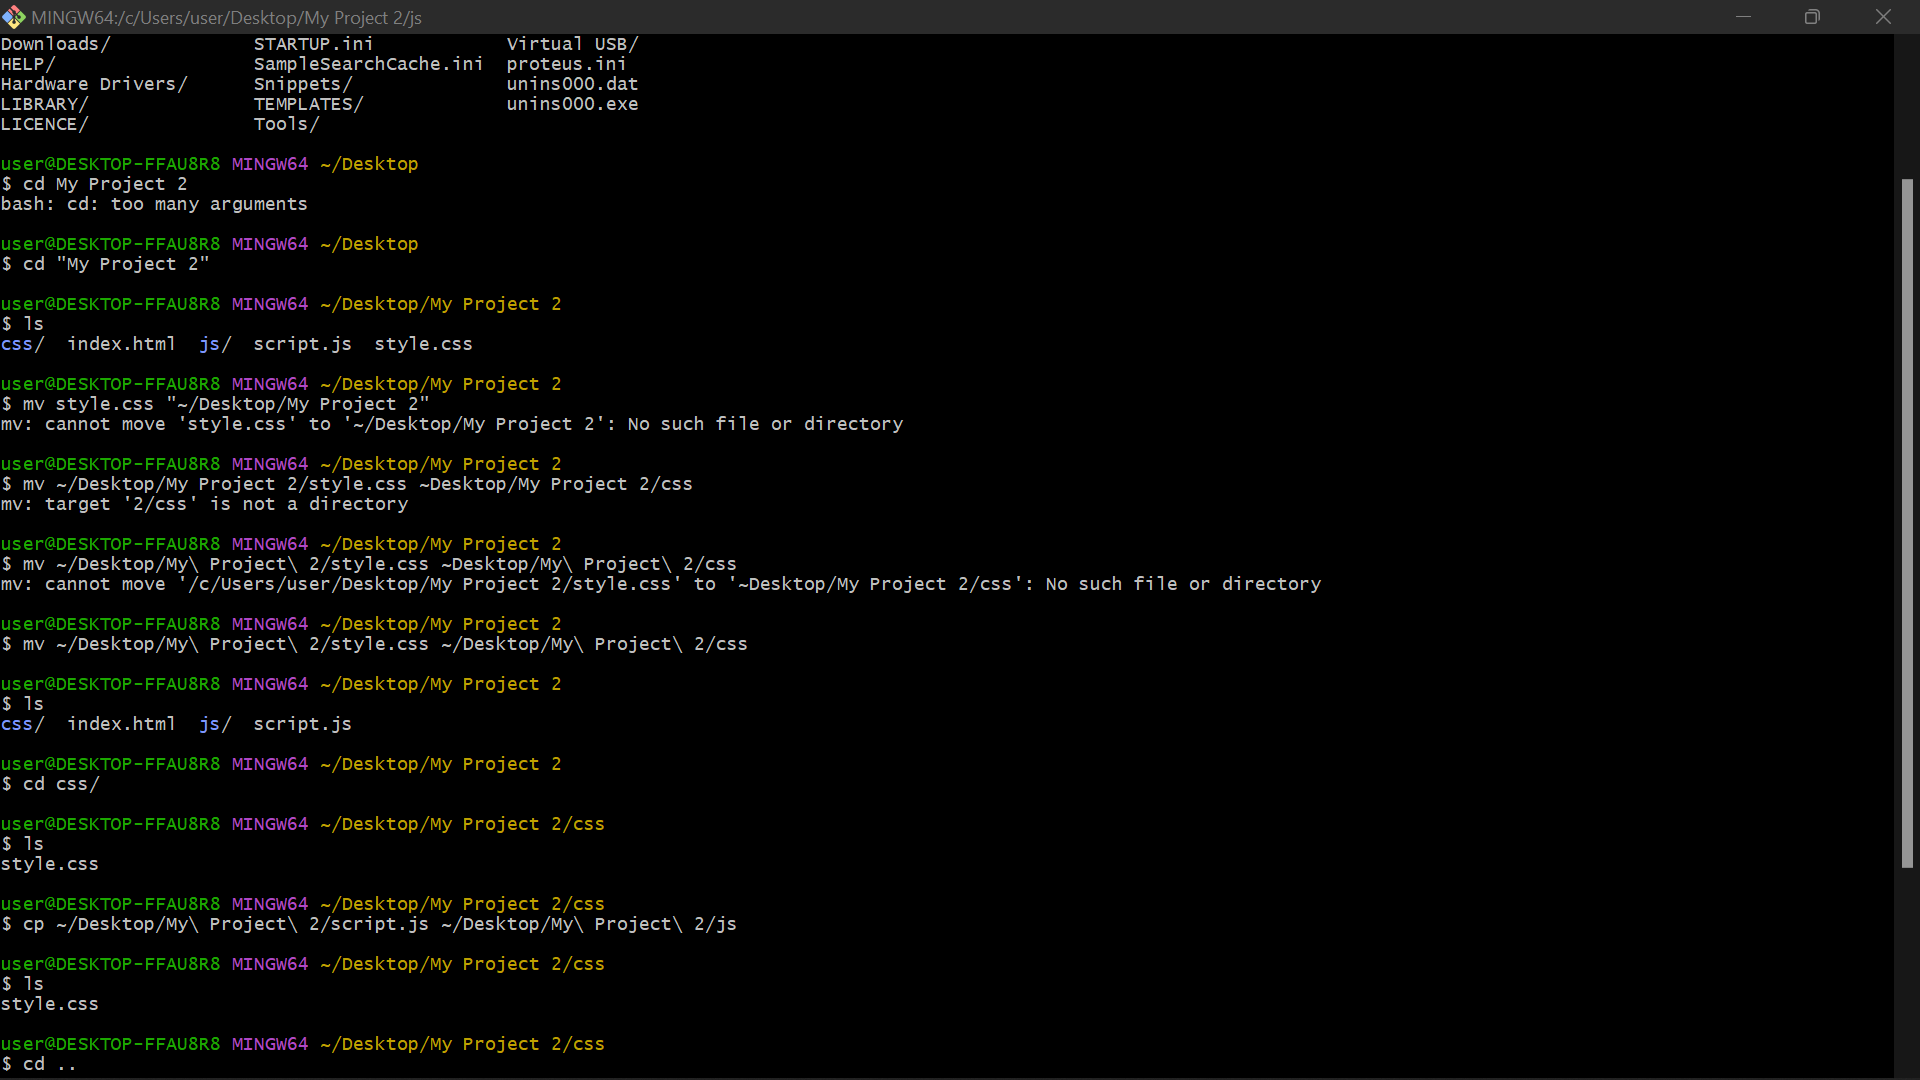 MINGW64:/c/Users/user/Desktop/My Project 2/js
Downloads/ STARTUP.ini Virtual USB/
HELP/ SampleSearchCache.ini proteus.ini
Hardware Drivers/ Snippets/ unins000.dat
LIBRARY/ TEMPLATES/ unins000.exe
LICENCE/ Tools/
user@DESKTOP-FFAU8R8 MINGW64 ~/Desktop
$ cd My Project 2
bash: cd: too many arguments
user@DESKTOP-FFAU8R8 MINGW64 ~/Desktop
$ cd "My Project 2"
user@DESKTOP-FFAU8R8 MINGW64 ~/Desktop/My Project 2
$ ls
css/ index.html js/ script.js style.css
user@DESKTOP-FFAU8R8 MINGW64 ~/Desktop/My Project 2
$ mv style.css "~/Desktop/My Project 2"
mv: cannot move 'style.css' to '~/Desktop/My Project 2': No such file or directory
user@DESKTOP-FFAU8R8 MINGW64 ~/Desktop/My Project 2
$ mv ~/Desktop/My Project 2/style.css ~Desktop/My Project 2/css
mv: target '2/css' is not a directory
user@DESKTOP-FFAU8R8 MINGW64 ~/Desktop/My Project 2
$ mv ~/Desktop/My\ Project\ 2/style.css ~Desktop/My\ Project\ 2/css
mv: cannot move '/c/Users/user/Desktop/My Project 2/style.css' to '~Desktop/My Project 2/css': No such file or directory
user@DESKTOP-FFAU8R8 MINGW64 ~/Desktop/My Project 2
$ mv ~/Desktop/My\ Project\ 2/style.css ~/Desktop/My\ Project\ 2/css
user@DESKTOP-FFAU8R8 MINGW64 ~/Desktop/My Project 2
$ ls
css/ index.html js/ script.js
user@DESKTOP-FFAU8R8 MINGW64 ~/Desktop/My Project 2
$ cd css/
user@DESKTOP-FFAU8R8 MINGW64 ~/Desktop/My Project 2/css
$ ls
style.css
user@DESKTOP-FFAU8R8 MINGW64 ~/Desktop/My Project 2/css
$ cp ~/Desktop/My\ Project\ 2/script.js ~/Desktop/My\ Project\ 2/js
user@DESKTOP-FFAU8R8 MINGW64 ~/Desktop/My Project 2/css
$ ls
style.css
user@DESKTOP-FFAU8R8 MINGW64 ~/Desktop/My Project 2/css
$ cd ..